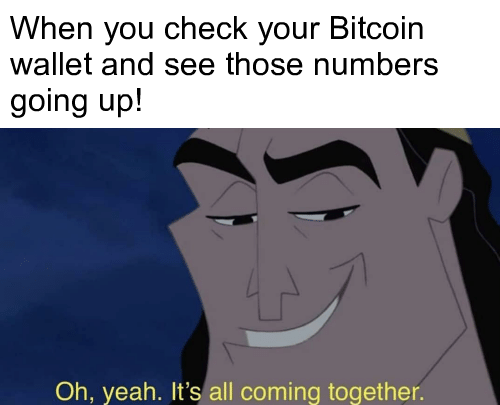 When you check your Bitcoin
wallet and see those numbers
going up!
Oh, yeah. It’s all coming together.